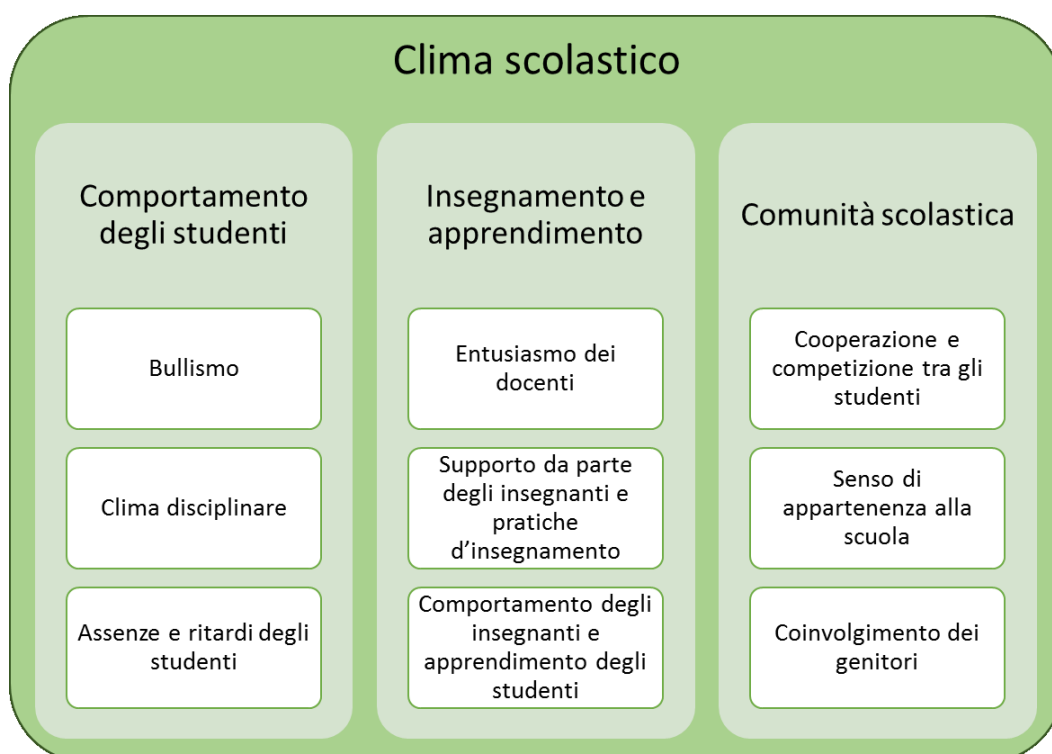 Clima scolastico
Comportamento
degli studenti
Bullismo
Clima disciplinare
Assenze e ritardi degli
studenti
Insegnamento e
apprendimento
Entusiasmo dei
docenti
Supporto da parte
degli insegnanti e
pratiche
d’insegnamento
Comportamento degli
insegnanti e
apprendimento degli
studenti
Comunità scolastica
Cooperazione e
competizione tra gli
studenti
Senso di
appartenenza alla
scuola
Coinvolgimento dei
genitori